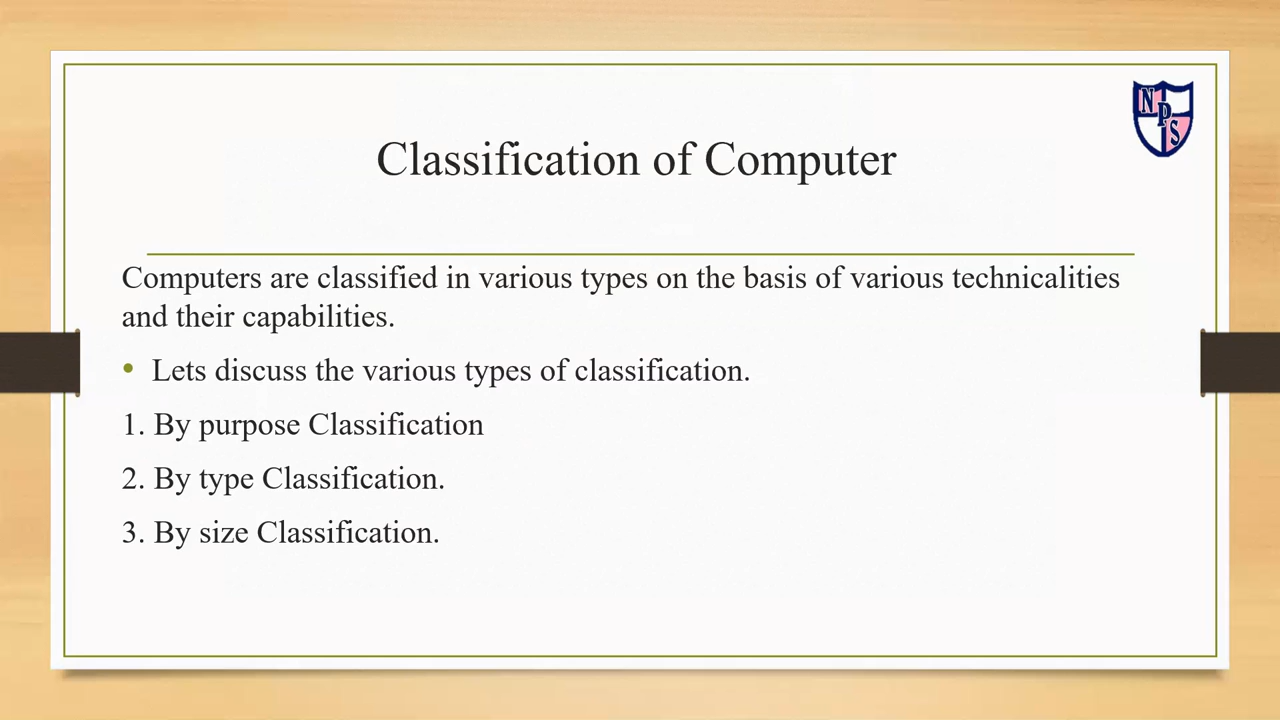 NPS
Classification of Computer
Computers are classified in various types on the basis of various technicalities
and their capabilities.
• Lets discuss the various types of classification.
1. By purpose Classification
2. By type Classification.
3. By size Classification.